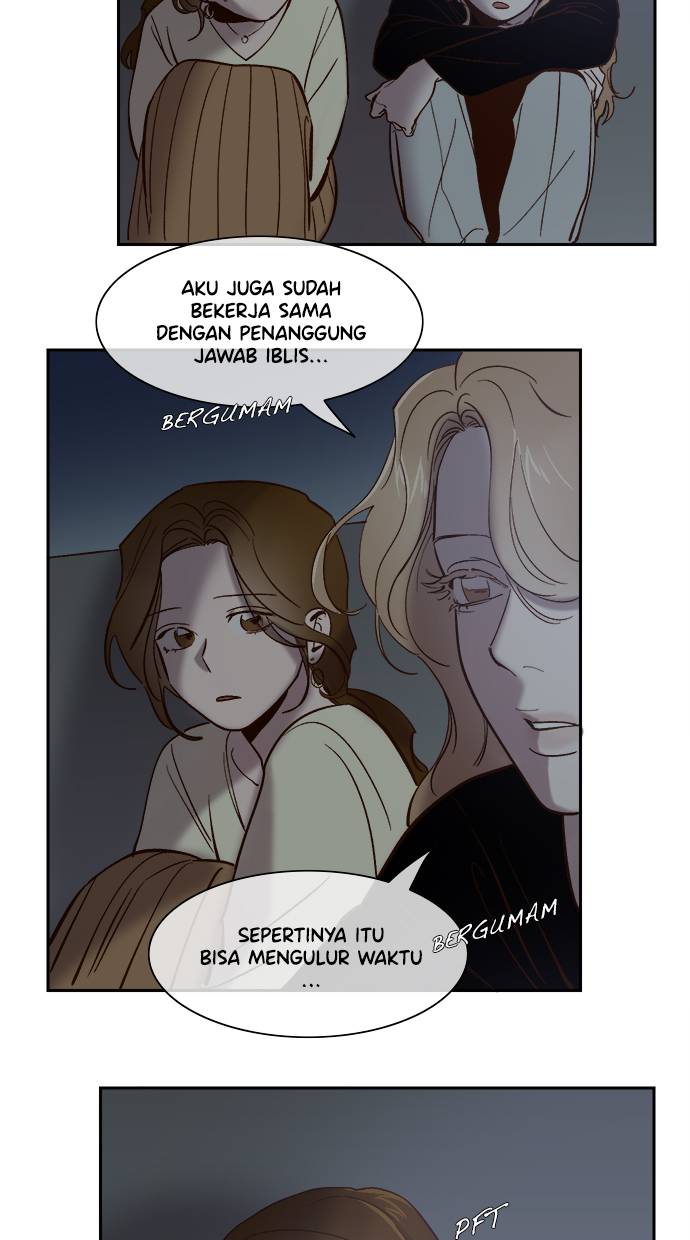 AKU JUGA SUDAH
BEKERJA SAMA
DENGAN PENANGGUNG
JAWAB IBLIS...
BERGUMAM
SEPERTINYA ITU
BISA MENGULUR WAKTU
...
BERGUMAM
PFT